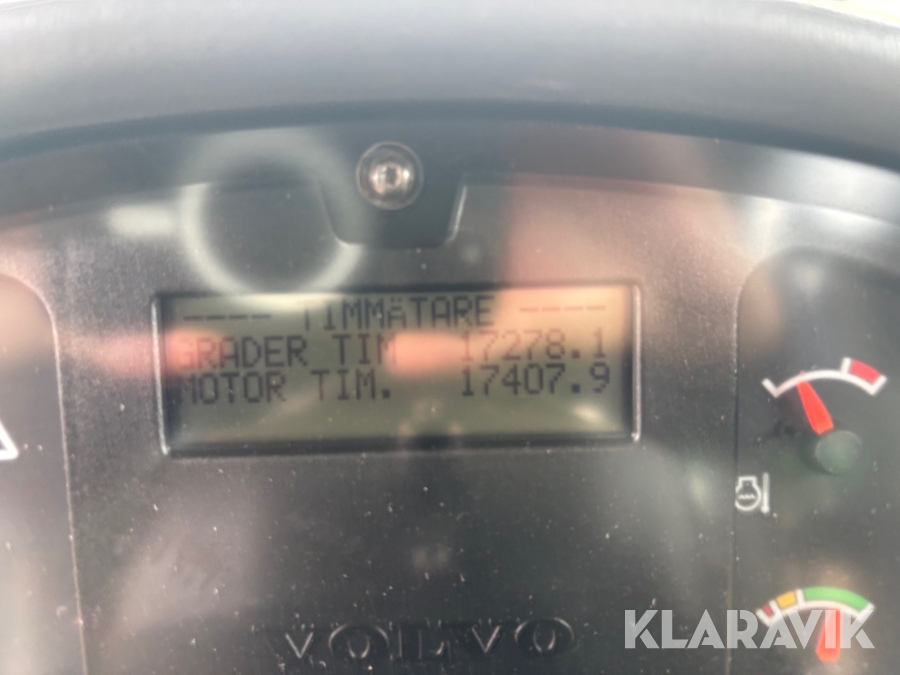 ---- TIMMÄTARE ----
GRADER TIM 17278.1
MOTOR TIM. 17407.9
VOLVO
KLARAVIK